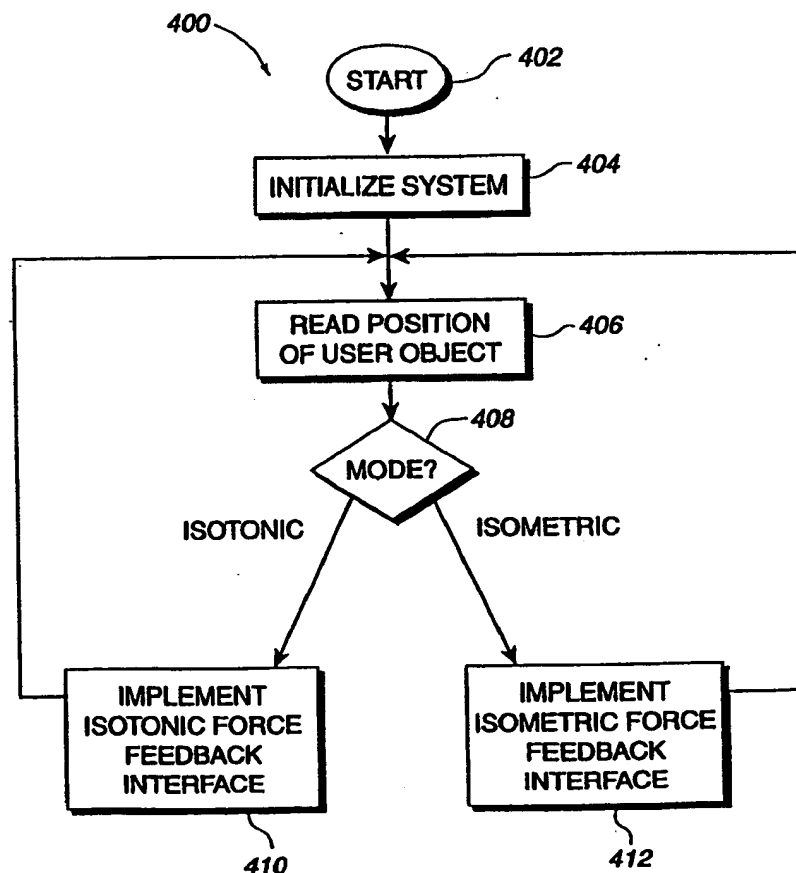 400
START
402
INITIALIZE SYSTEM
404
READ POSITION
OF USER OBJECT
406
408
MODE?
ISOTONIC
ISOMETRIC
IMPLEMENT
ISOTONIC FORCE
FEEDBACK
INTERFACE
IMPLEMENT
ISOMETRIC FORCE
FEEDBACK
INTERFACE
410
412